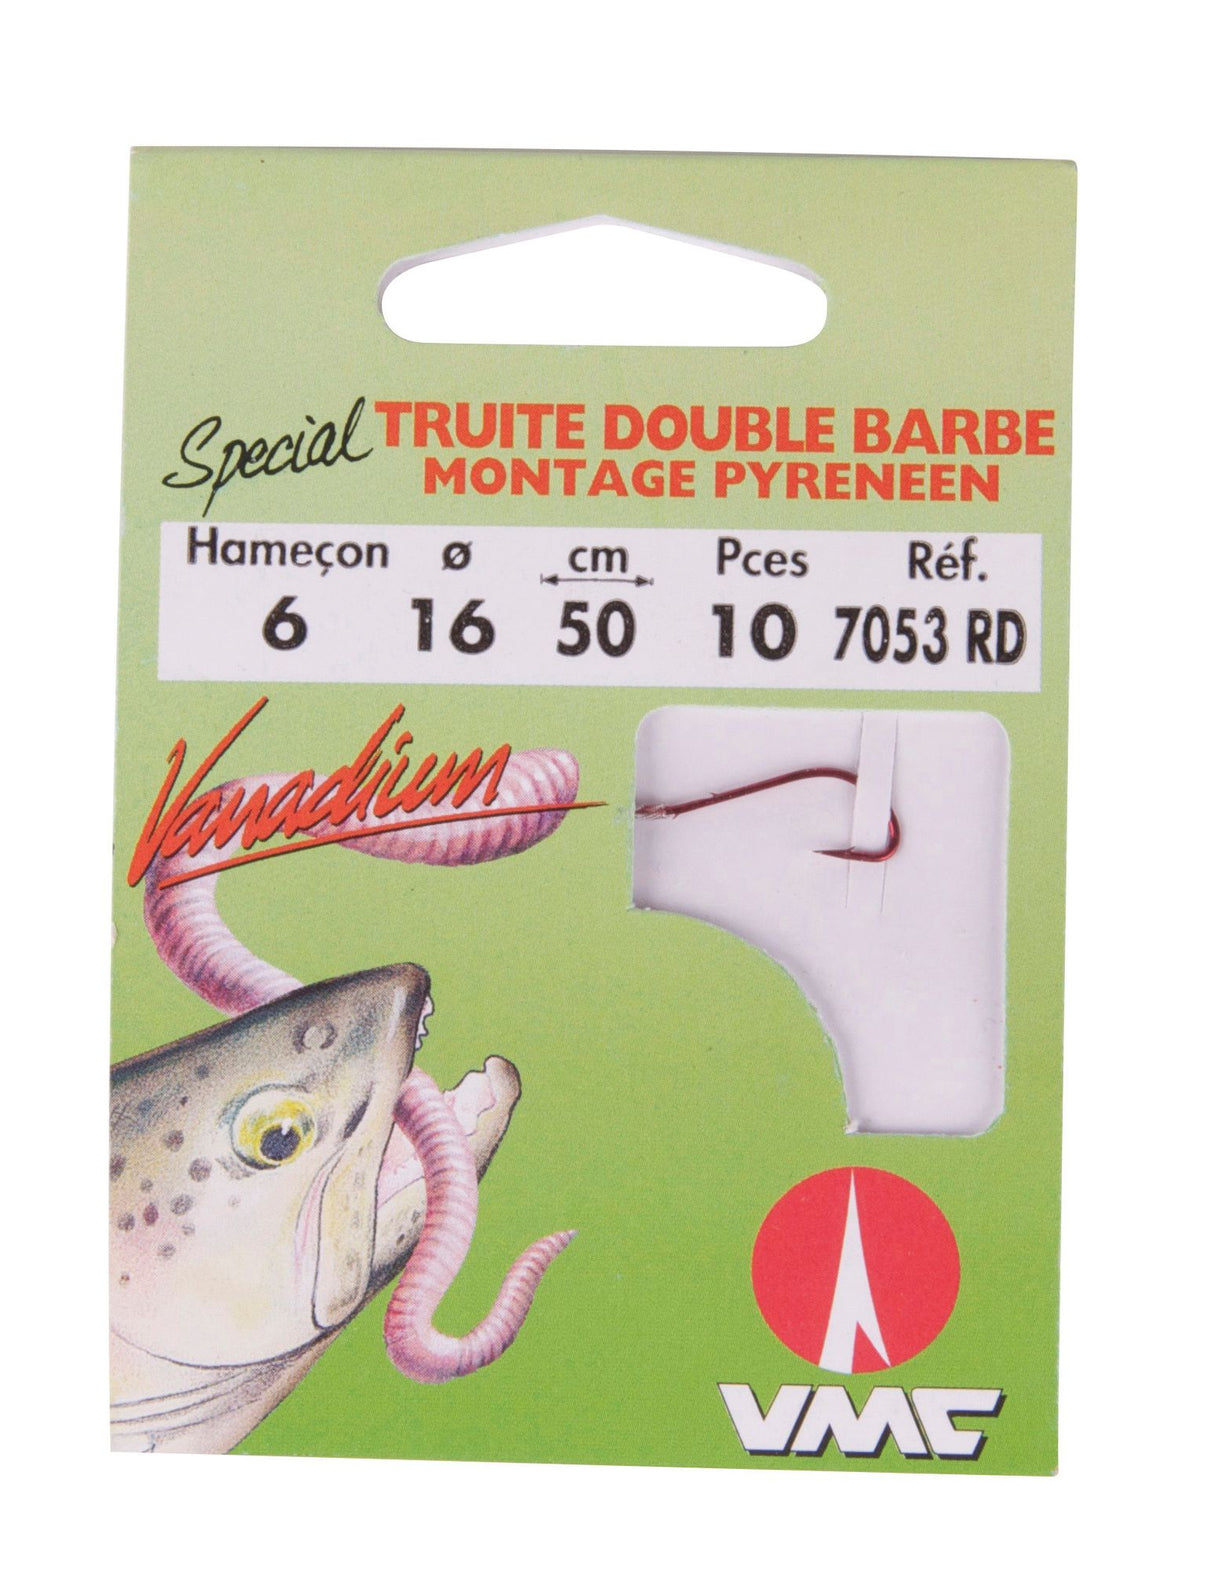 Special TRUITE DOUBLE BARBE
MONTAGE PYRENEEN
Hameçon ø cm Pces Réf.
6 16 50 10 7053 RD
Vanadium
VMC